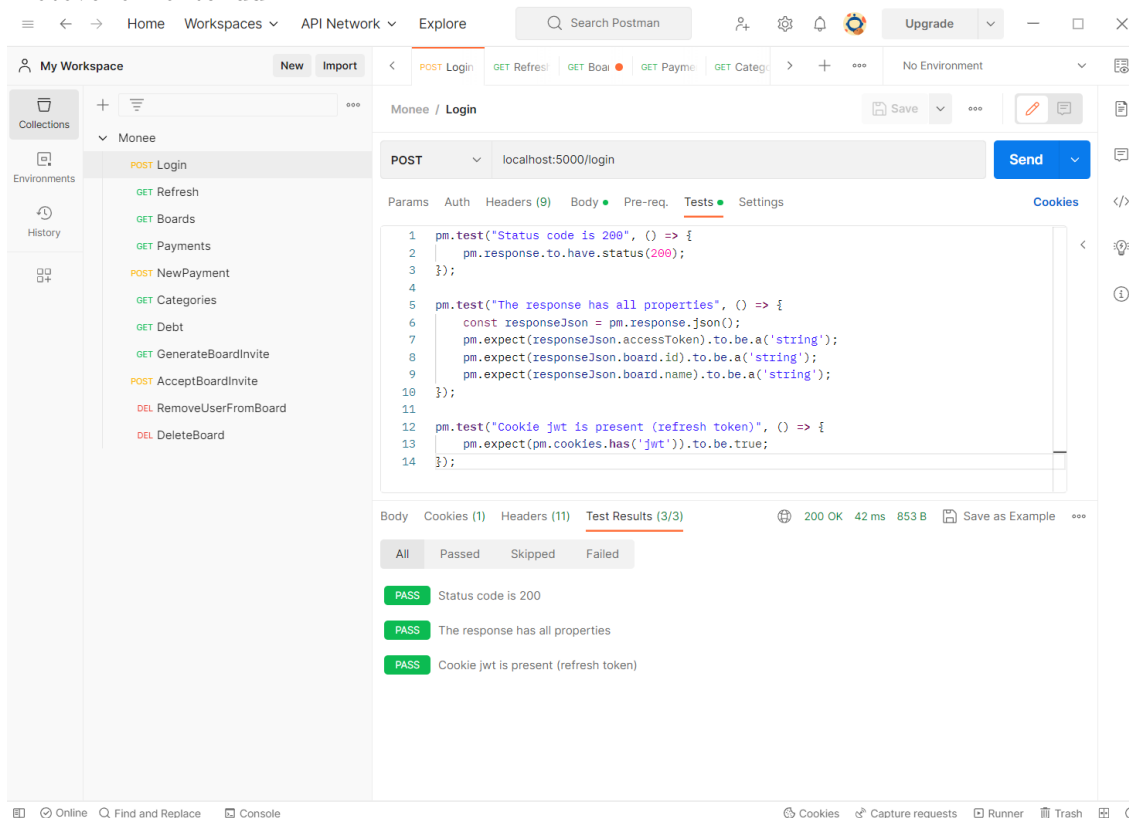 Home Workspaces API Network Explore Search Postman Upgrade
My Workspace New Import POST Login GET Refres GET Boa GET Payme GET Catego No Environment
Collections
Environments
History
Monee
POST Login
GET Refresh
GET Boards
GET Payments
POST NewPayment
GET Categories
GET Debt
GET GenerateBoardInvite
POST AcceptBoardInvite
DEL RemoveUserFromBoard
DEL DeleteBoard
Monee / Login Save
POST localhost:5000/login Send
Params Auth Headers (9) Body Pre-req. Tests Settings Cookies
1 pm.test("Status code is 200", () => {
2 pm.response.to.have.status(200);
3 });
4
5 pm.test("The response has all properties", () => {
6 const responseJson = pm.response.json();
7 pm.expect(responseJson.accessToken).to.be.a('string');
8 pm.expect(responseJson.board.id).to.be.a('string');
9 pm.expect(responseJson.board.name).to.be.a('string');
10 });
11
12 pm.test("Cookie jwt is present (refresh token)", () => {
13 pm.expect(pm.cookies.has('jwt')).to.be.true;
14 });
Body Cookies (1) Headers (11) Test Results (3/3) 200 OK 42 ms 853 B Save as Example
All Passed Skipped Failed
PASS Status code is 200
PASS The response has all properties
PASS Cookie jwt is present (refresh token)
Online Find and Replace Console Cookies Capture requests Runner Trash